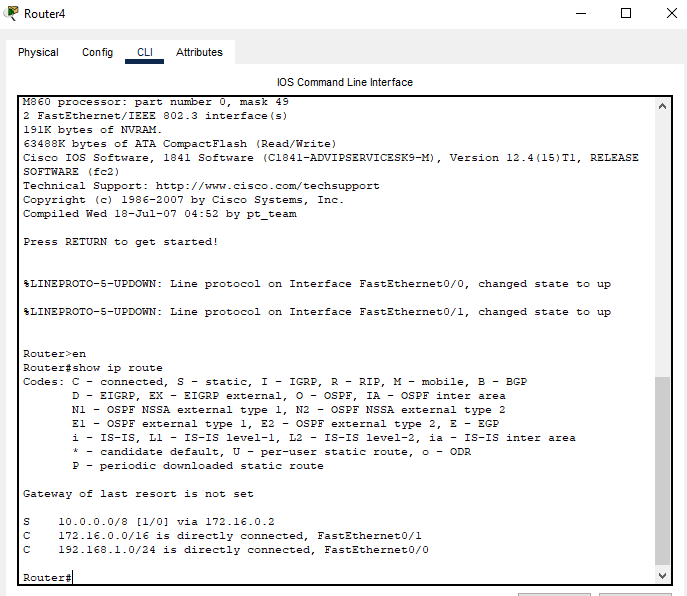 Router4
Physical Config CLI Attributes
IOS Command Line Interface
M860 processor: part number 0, mask 49
2 FastEthernet/IEEE 802.3 interface(s)
191K bytes of NVRAM.
63488K bytes of ATA CompactFlash (Read/Write)
Cisco IOS Software, 1841 Software (C1841-ADVIPSERVICESK9-M), Version 12.4(15)T1, RELEASE
SOFTWARE (fc2)
Technical Support: http://www.cisco.com/techsupport
Copyright (c) 1986-2007 by Cisco Systems, Inc.
Compiled Wed 18-Jul-07 04:52 by pt_team
Press RETURN to get started!
%LINEPROTO-5-UPDOWN: Line protocol on Interface FastEthernet0/0, changed state to up
%LINEPROTO-5-UPDOWN: Line protocol on Interface FastEthernet0/1, changed state to up
Router>en
Router#show ip route
Codes: C - connected, S - static, I - IGRP, R - RIP, M - mobile, B - BGP
D - EIGRP, EX - EIGRP external, O - OSPF, IA - OSPF inter area
N1 - OSPF NSSA external type 1, N2 - OSPF NSSA external type 2
E1 - OSPF external type 1, E2 - OSPF external type 2, E - EGP
i - IS-IS, L1 - IS-IS level-1, L2 - IS-IS level-2, ia - IS-IS inter area
* - candidate default, U - per-user static route, o - ODR
P - periodic downloaded static route
Gateway of last resort is not set
S 10.0.0.0/8 [1/0] via 172.16.0.2
C 172.16.0.0/16 is directly connected, FastEthernet0/1
C 192.168.1.0/24 is directly connected, FastEthernet0/0
Router#